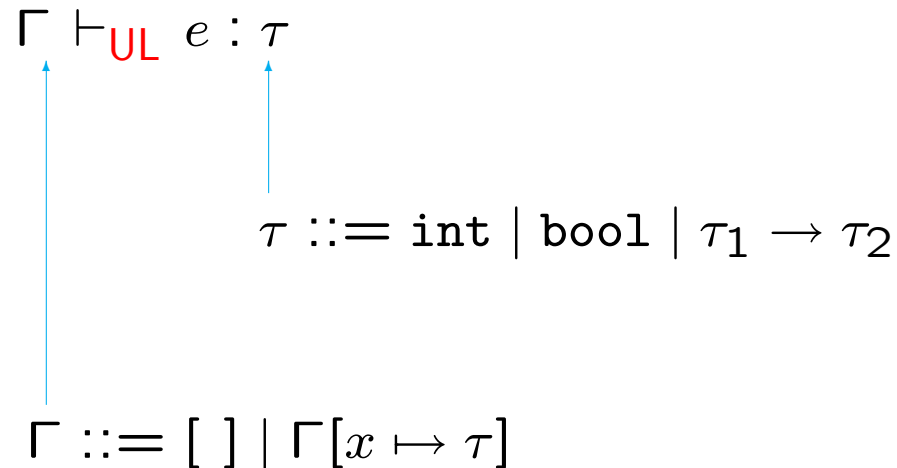 Γ ⊢UL e : τ
τ ::= int | bool | τ1 → τ2
Γ ::= [ ] | Γ[x ↦ τ]